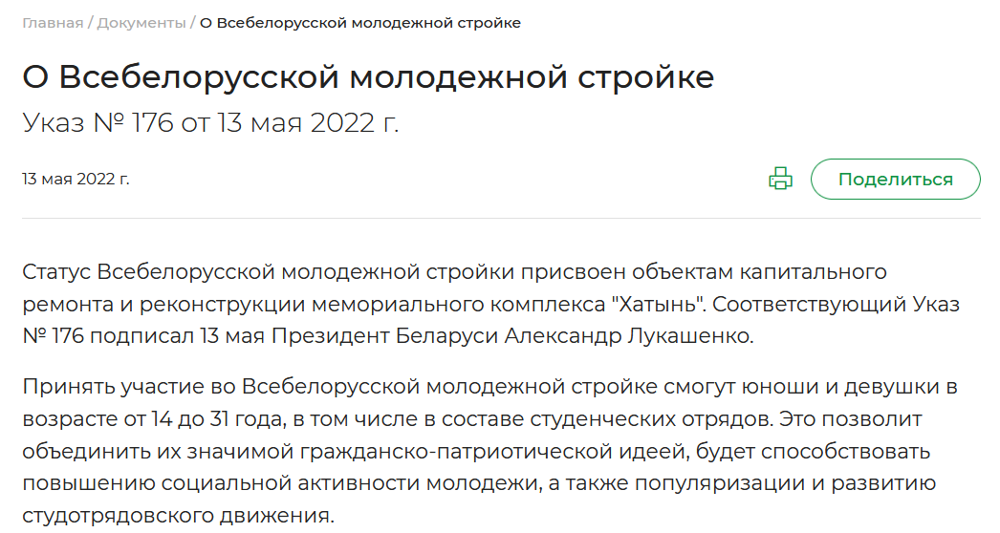 Главная / Документы / О Всебелорусской молодежной стройке
О Всебелорусской молодежной стройке
Указ № 176 от 13 мая 2022 г.
13 мая 2022 г.
Поделиться
Статус Всебелорусской молодежной стройки присвоен объектам капитального
ремонта и реконструкции мемориального комплекса "Хатынь". Соответствующий Указ
№ 176 подписал 13 мая Президент Беларуси Александр Лукашенко.
Принять участие во Всебелорусской молодежной стройке смогут юноши и девушки в
возрасте от 14 до 31 года, в том числе в составе студенческих отрядов. Это позволит
объединить их значимой гражданско-патриотической идеей, будет способствовать
повышению социальной активности молодежи, а также популяризации и развитию
студотрядовского движения.